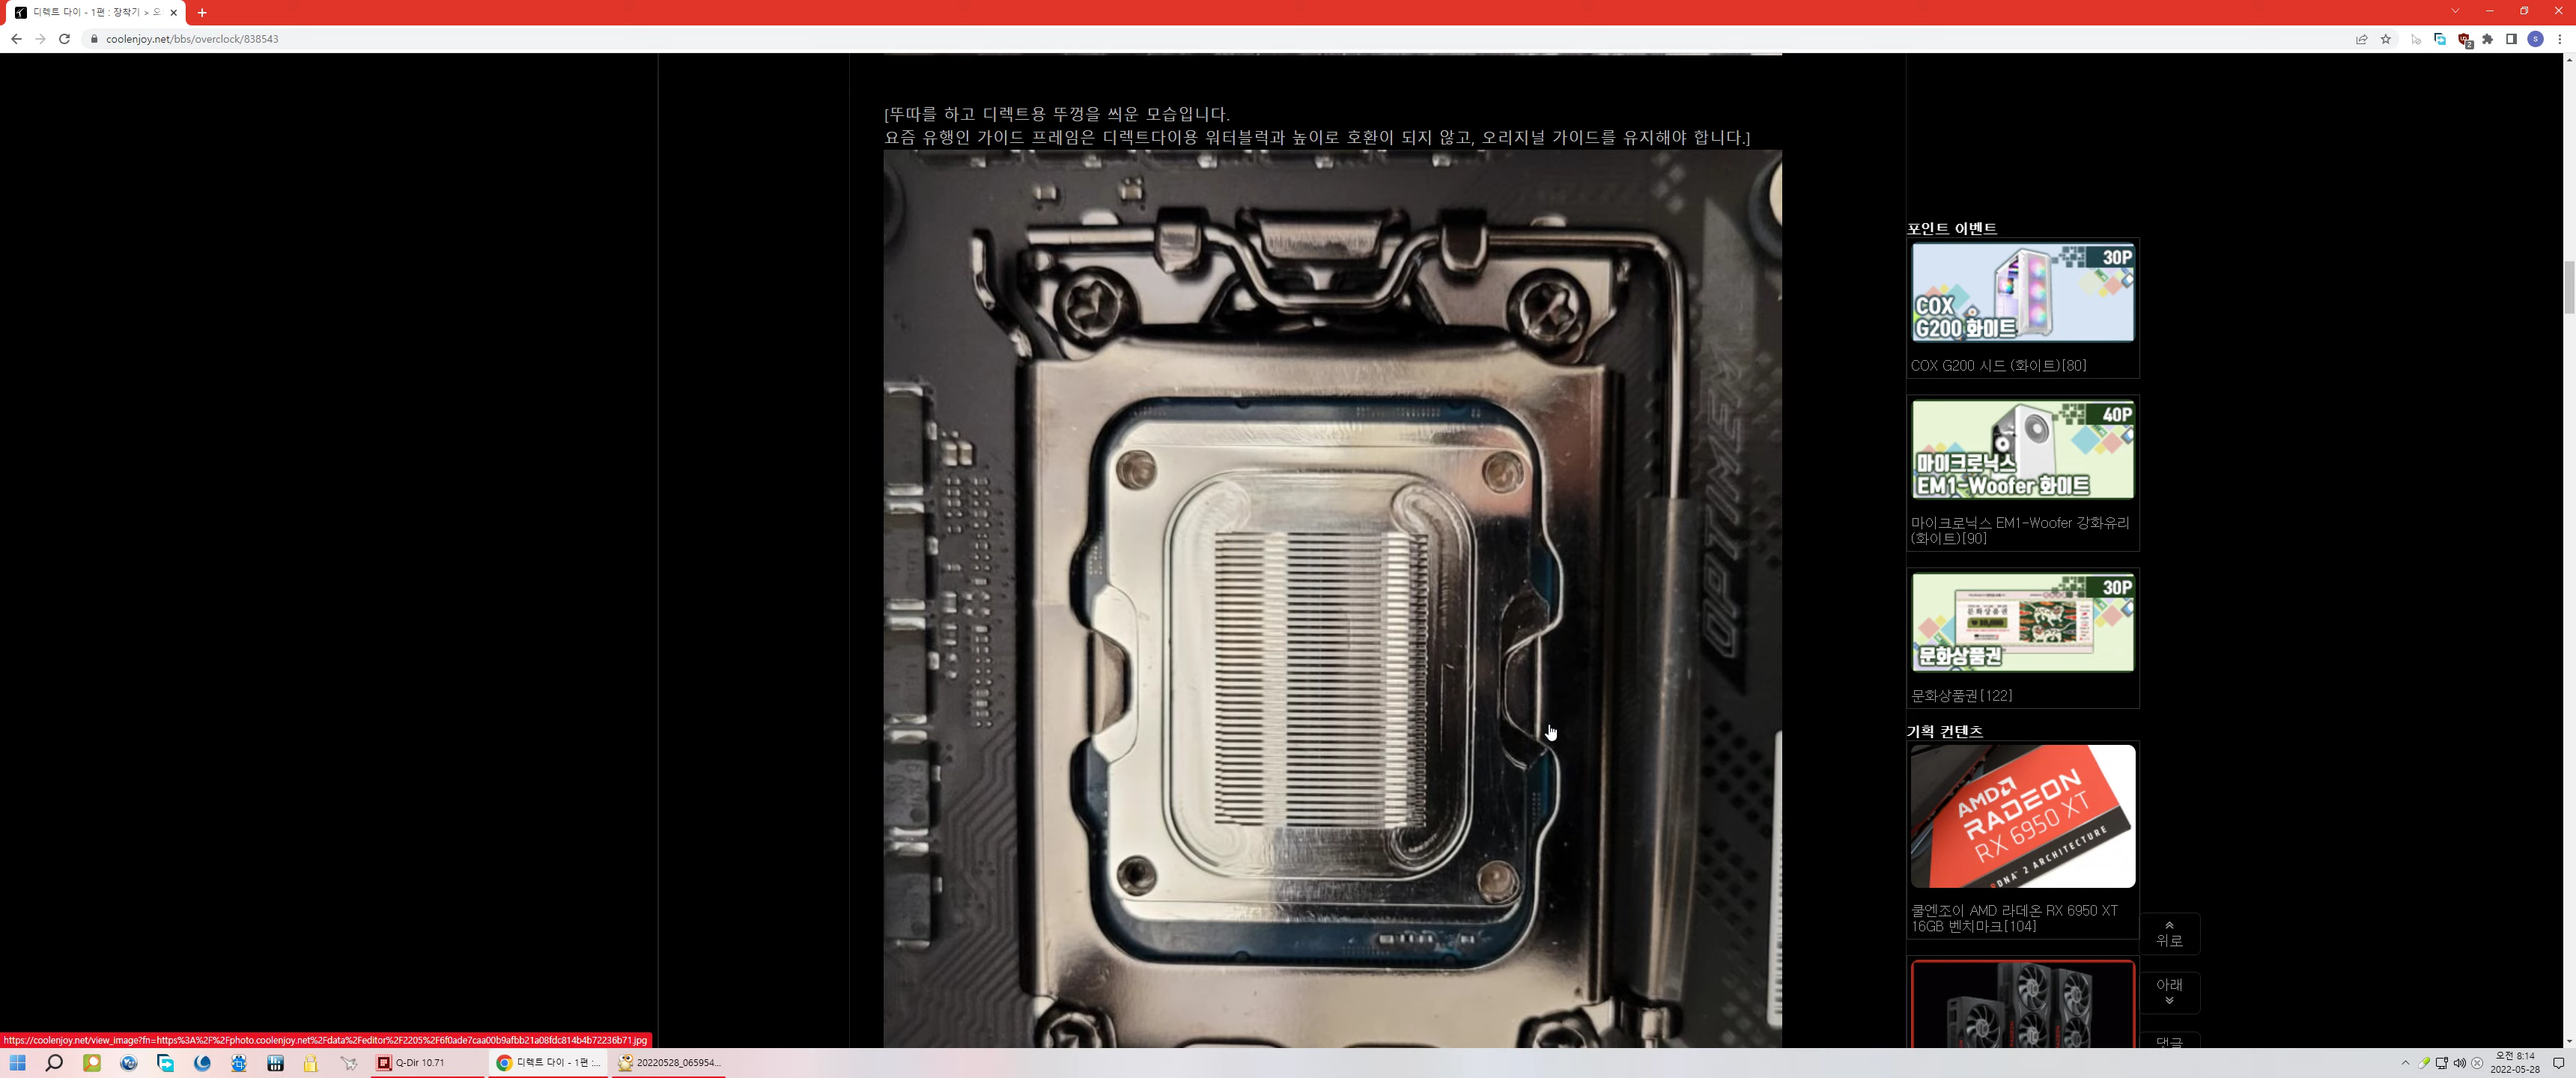 디렉트 다이 - 1편 : 장착기 > 오
coolenjoy.net/bbs/overclock/838543
[뚜따를 하고 디렉트용 뚜껑을 씌운 모습입니다.
요즘 유행인 가이드 프레임은 디렉트다이용 워터블럭과 높이로 호환이 되지 않고, 오리지널 가이드를 유지해야 합니다.]
OPTIMEM
포인트 이벤트
30P
COX
G200 화이트
COX G200 시드 (화이트)[80]
40P
마이크로닉스
EM1-Woofer 화이트
마이크로닉스 EM1-Woofer 강화유리
(화이트)[90]
30P
문화상품권
문화상품권[122]
기획 컨텐츠
AMD
RADEON
RX 6950 XT
RDNA 2 ARCHITECTURE
쿨엔조이 AMD 라데온 RX 6950 XT
16GB 벤치마크[104]
위로
아래
댓글
https://coolenjoy.net/view_image?fn=https%3A%2F%2Fphoto.coolenjoy.net%2Fdata%2Feditor%2F2205%2F6f0ade7caa00b9afbb21a08fdc814b4b72236b71.jpg
Q-Dir 10.71
디렉트 다이 - 1편 :...
20220528_065954...
오전 8:14
2022-05-28